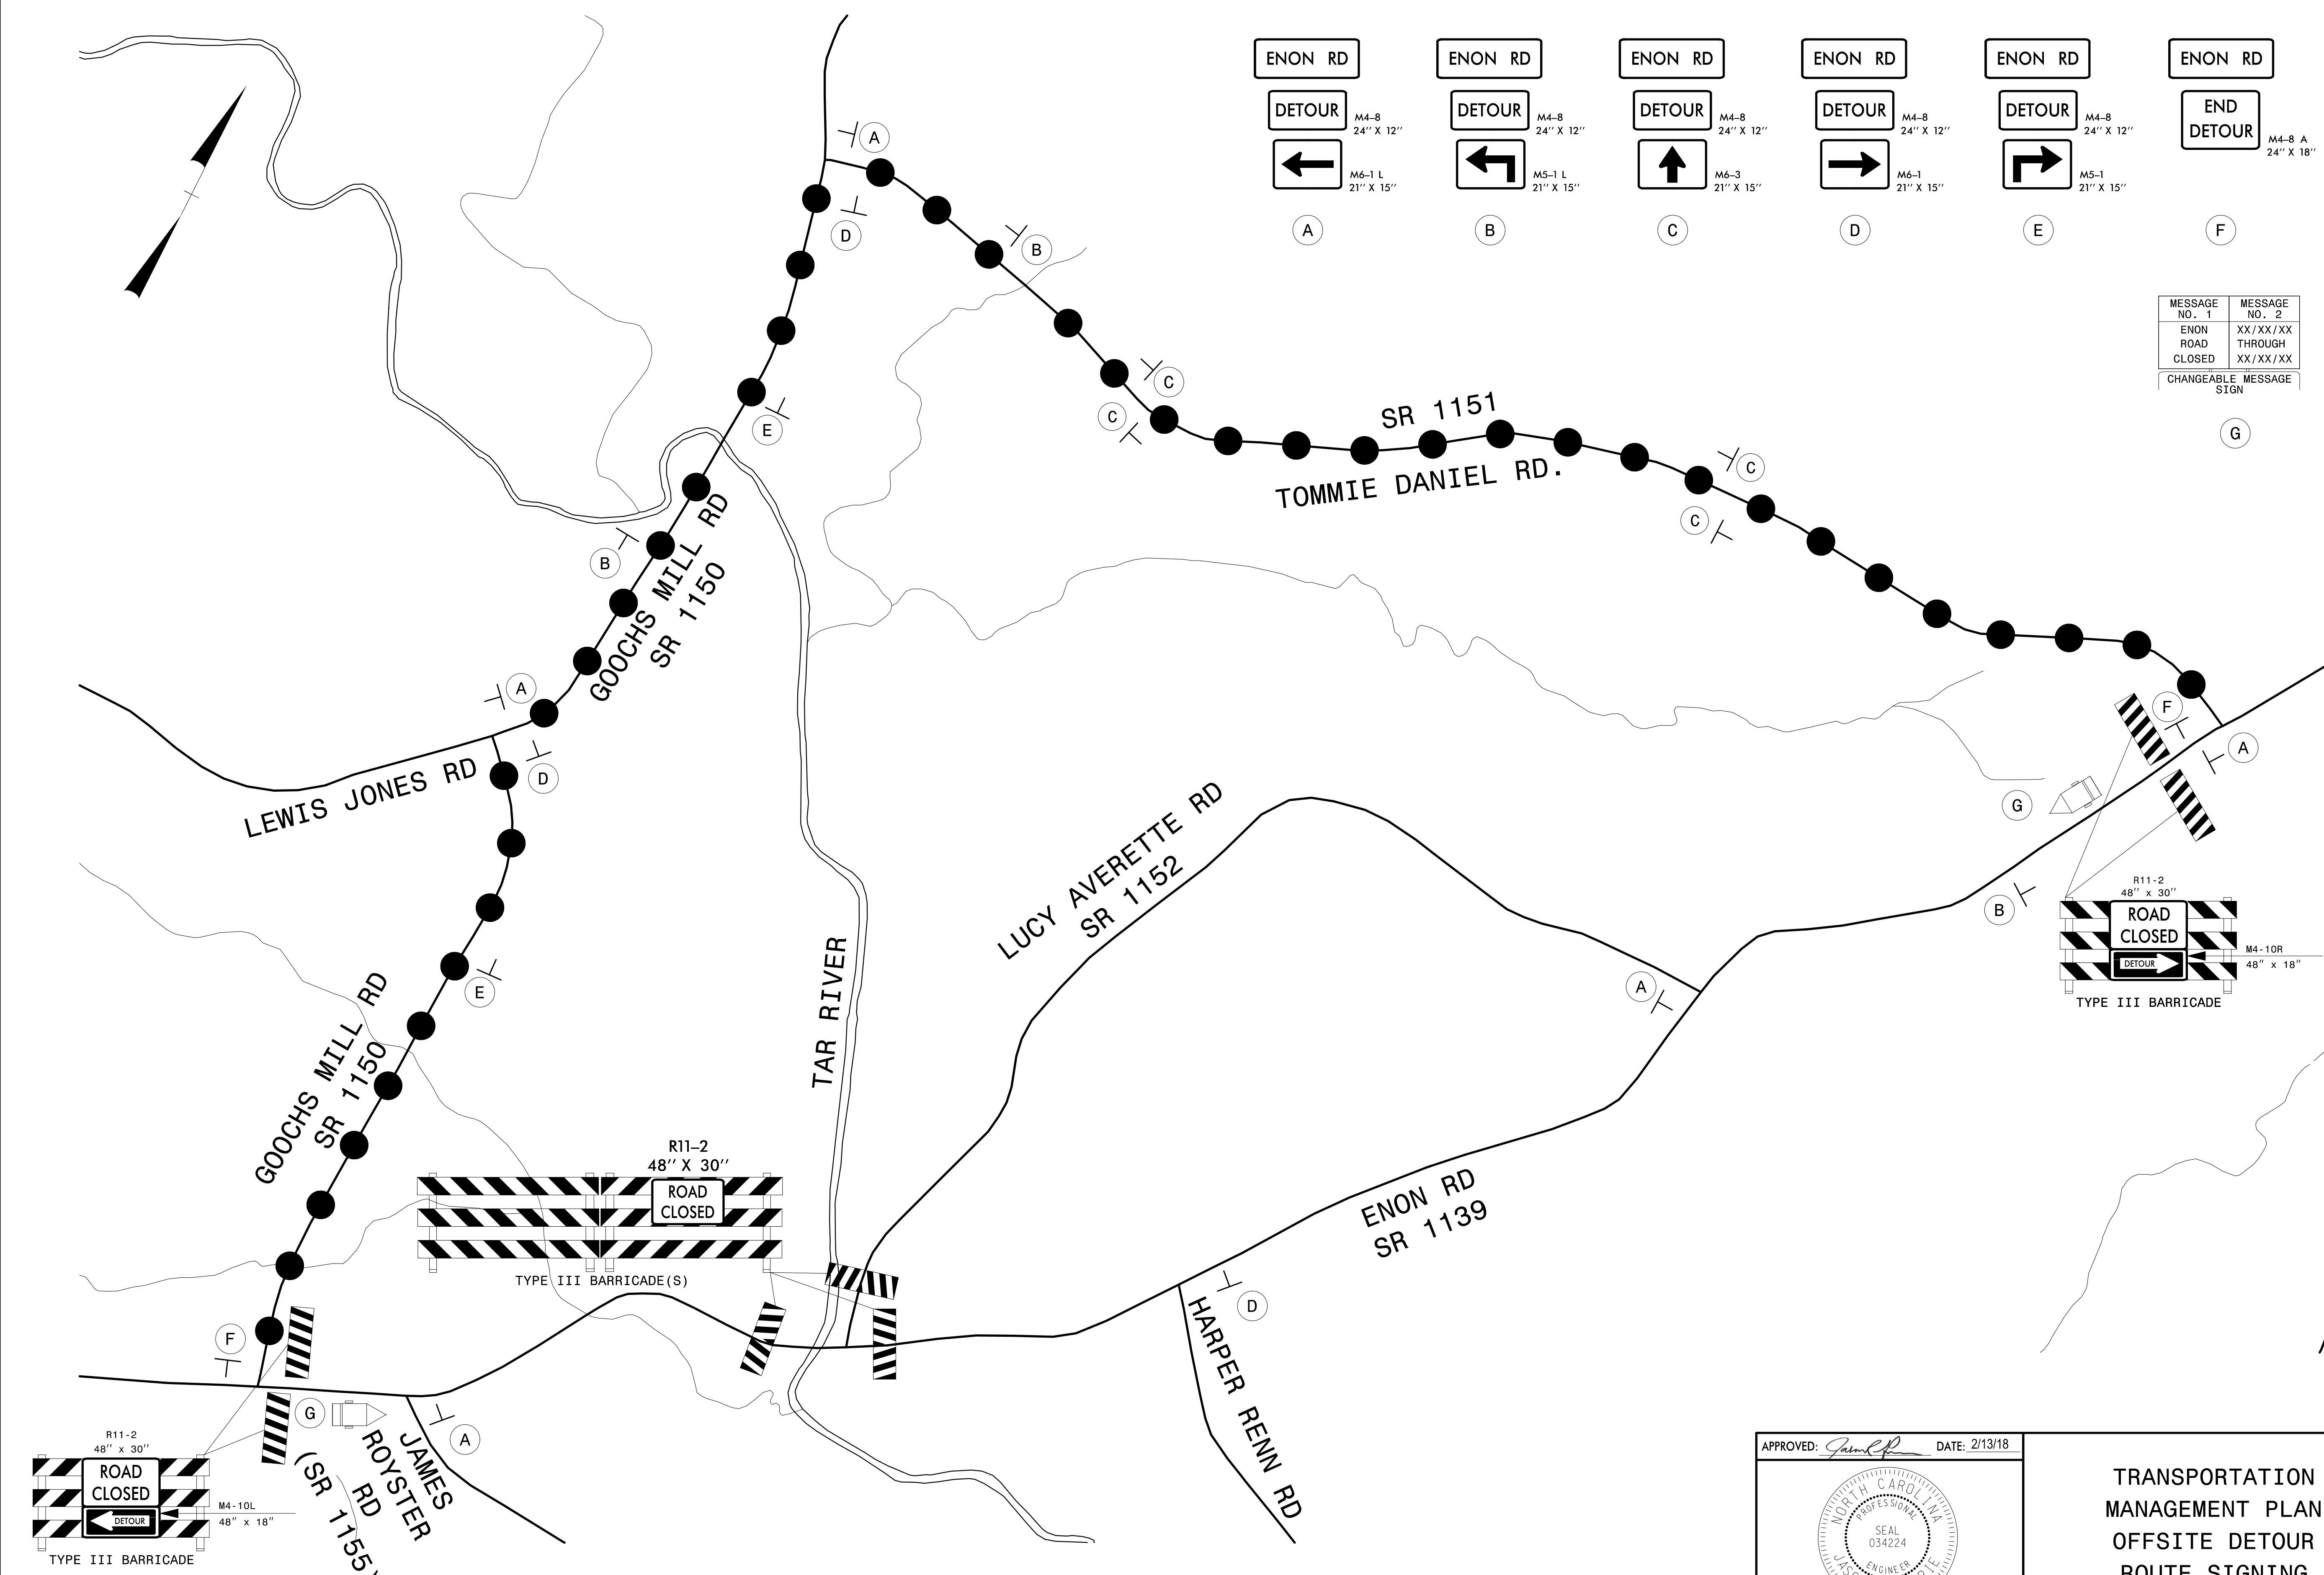 ENON RD
DETOUR
M4-8
24'' X 12''
M6-1 L
21'' X 15''
A
ENON RD
DETOUR
M4-8
24'' X 12''
M5-1 L
21'' X 15''
B
ENON RD
DETOUR
M4-8
24'' X 12''
M6-3
21'' X 15''
C
ENON RD
DETOUR
M4-8
24'' X 12''
M6-1
21'' X 15''
D
ENON RD
DETOUR
M4-8
24'' X 12''
M5-1
21'' X 15''
E
ENON RD
END
DETOUR
M4-8 A
24'' X 18''
F
MESSAGE NO. 1
MESSAGE NO. 2
ENON
ROAD
CLOSED
XX/XX/XX
THROUGH
XX/XX/XX
CHANGEABLE MESSAGE
SIGN
G
A
D
B
E
C
C
SR 1151
TOMMIE DANIEL RD.
C
C
B
GOOCHS MILL RD
SR 1150
A
D
LEWIS JONES RD
F
A
G
B
R11-2
48'' x 30''
ROAD
CLOSED
DETOUR
M4-10R
48'' x 18''
TYPE III BARRICADE
LUCY AVERETTE RD
SR 1152
A
E
GOOCHS MILL RD
SR 1150
TAR RIVER
R11-2
48'' X 30''
ROAD
CLOSED
TYPE III BARRICADE(S)
ENON RD
SR 1139
D
HARPER RENN RD
F
G
A
JAMES
ROYSTER
RD
(SR 1155)
R11-2
48'' x 30''
ROAD
CLOSED
DETOUR
M4-10L
48'' x 18''
TYPE III BARRICADE
APPROVED:
DATE: 2/13/18
NORTH CAROLINA
PROFESSIONAL
SEAL
034224
ENGINEER
TRANSPORTATION
MANAGEMENT PLAN
OFFSITE DETOUR
ROUTE SIGNING